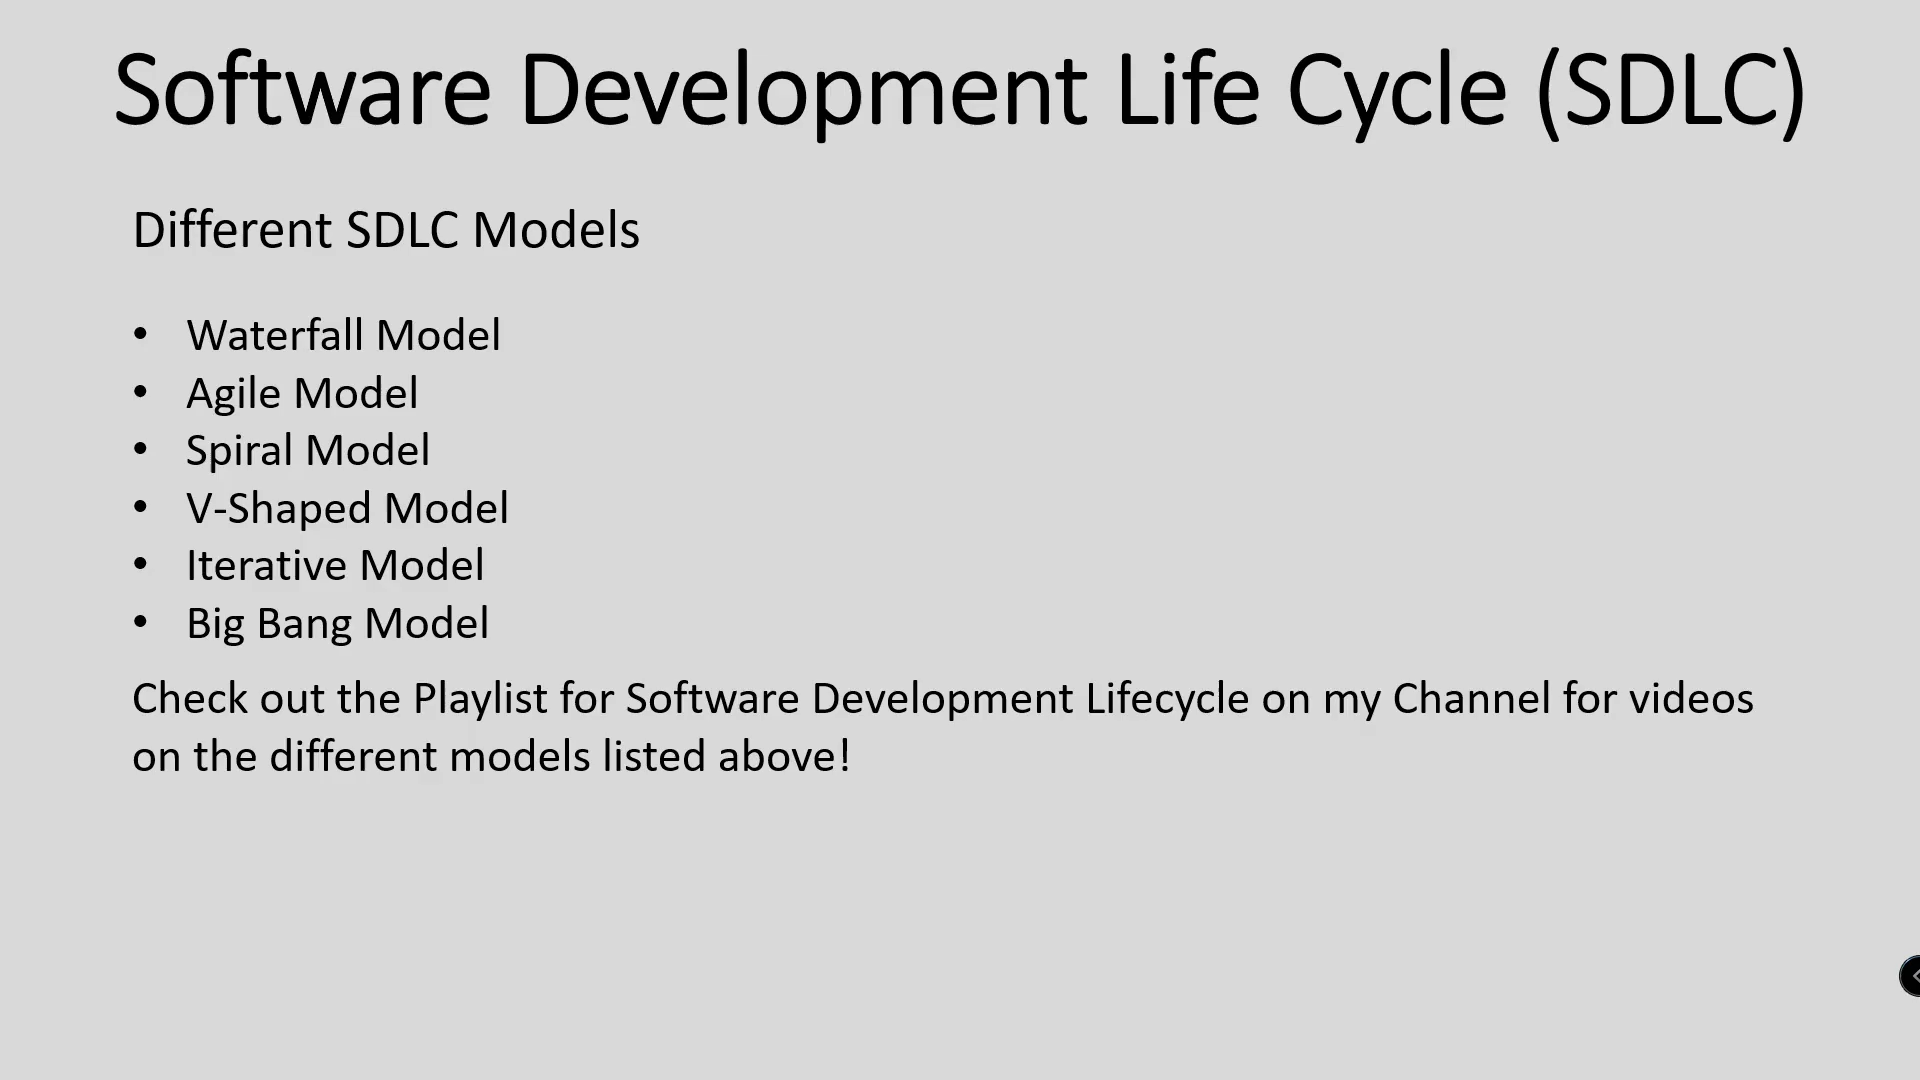 Software Development Life Cycle (SDLC)
Different SDLC Models
• Waterfall Model
• Agile Model
• Spiral Model
• V-Shaped Model
• Iterative Model
• Big Bang Model
Check out the Playlist for Software Development Lifecycle on my Channel for videos
on the different models listed above!